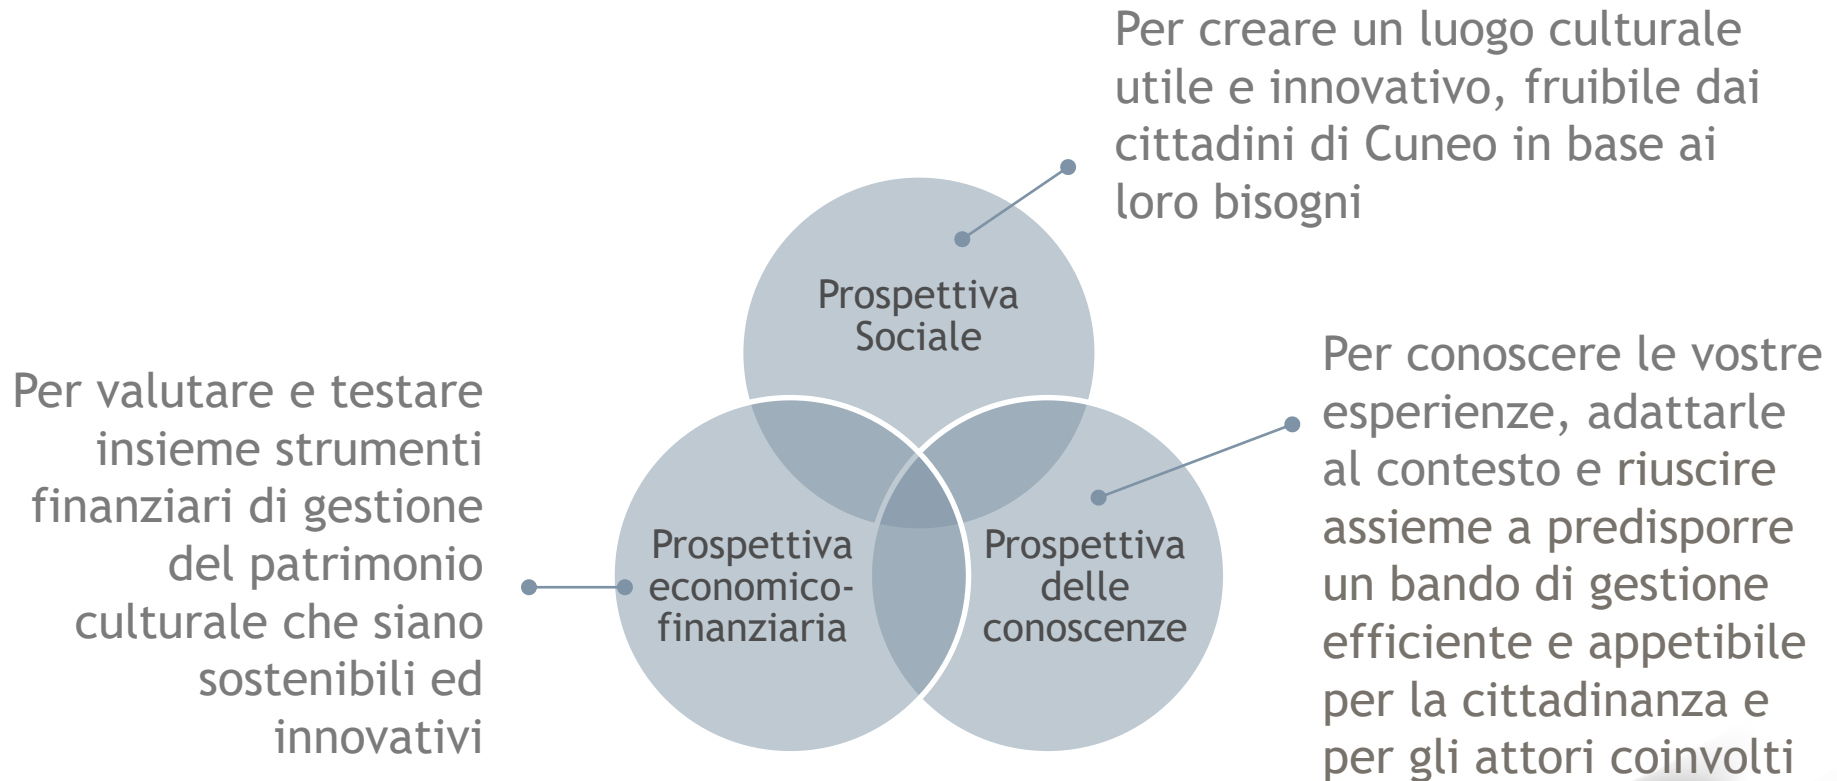 Per creare un luogo culturale
utile e innovativo, fruibile dai
cittadini di Cuneo in base ai
loro bisogni
Prospettiva
Sociale
Per valutare e testare
insieme strumenti
finanziari di gestione
del patrimonio
culturale che siano
sostenibili ed
innovativi
Prospettiva
economico-
finanziaria
Prospettiva
delle
conoscenze
Per conoscere le vostre
esperienze, adattarle
al contesto e riuscire
assieme a predisporre
un bando di gestione
efficiente e appetibile
per la cittadinanza e
per gli attori coinvolti